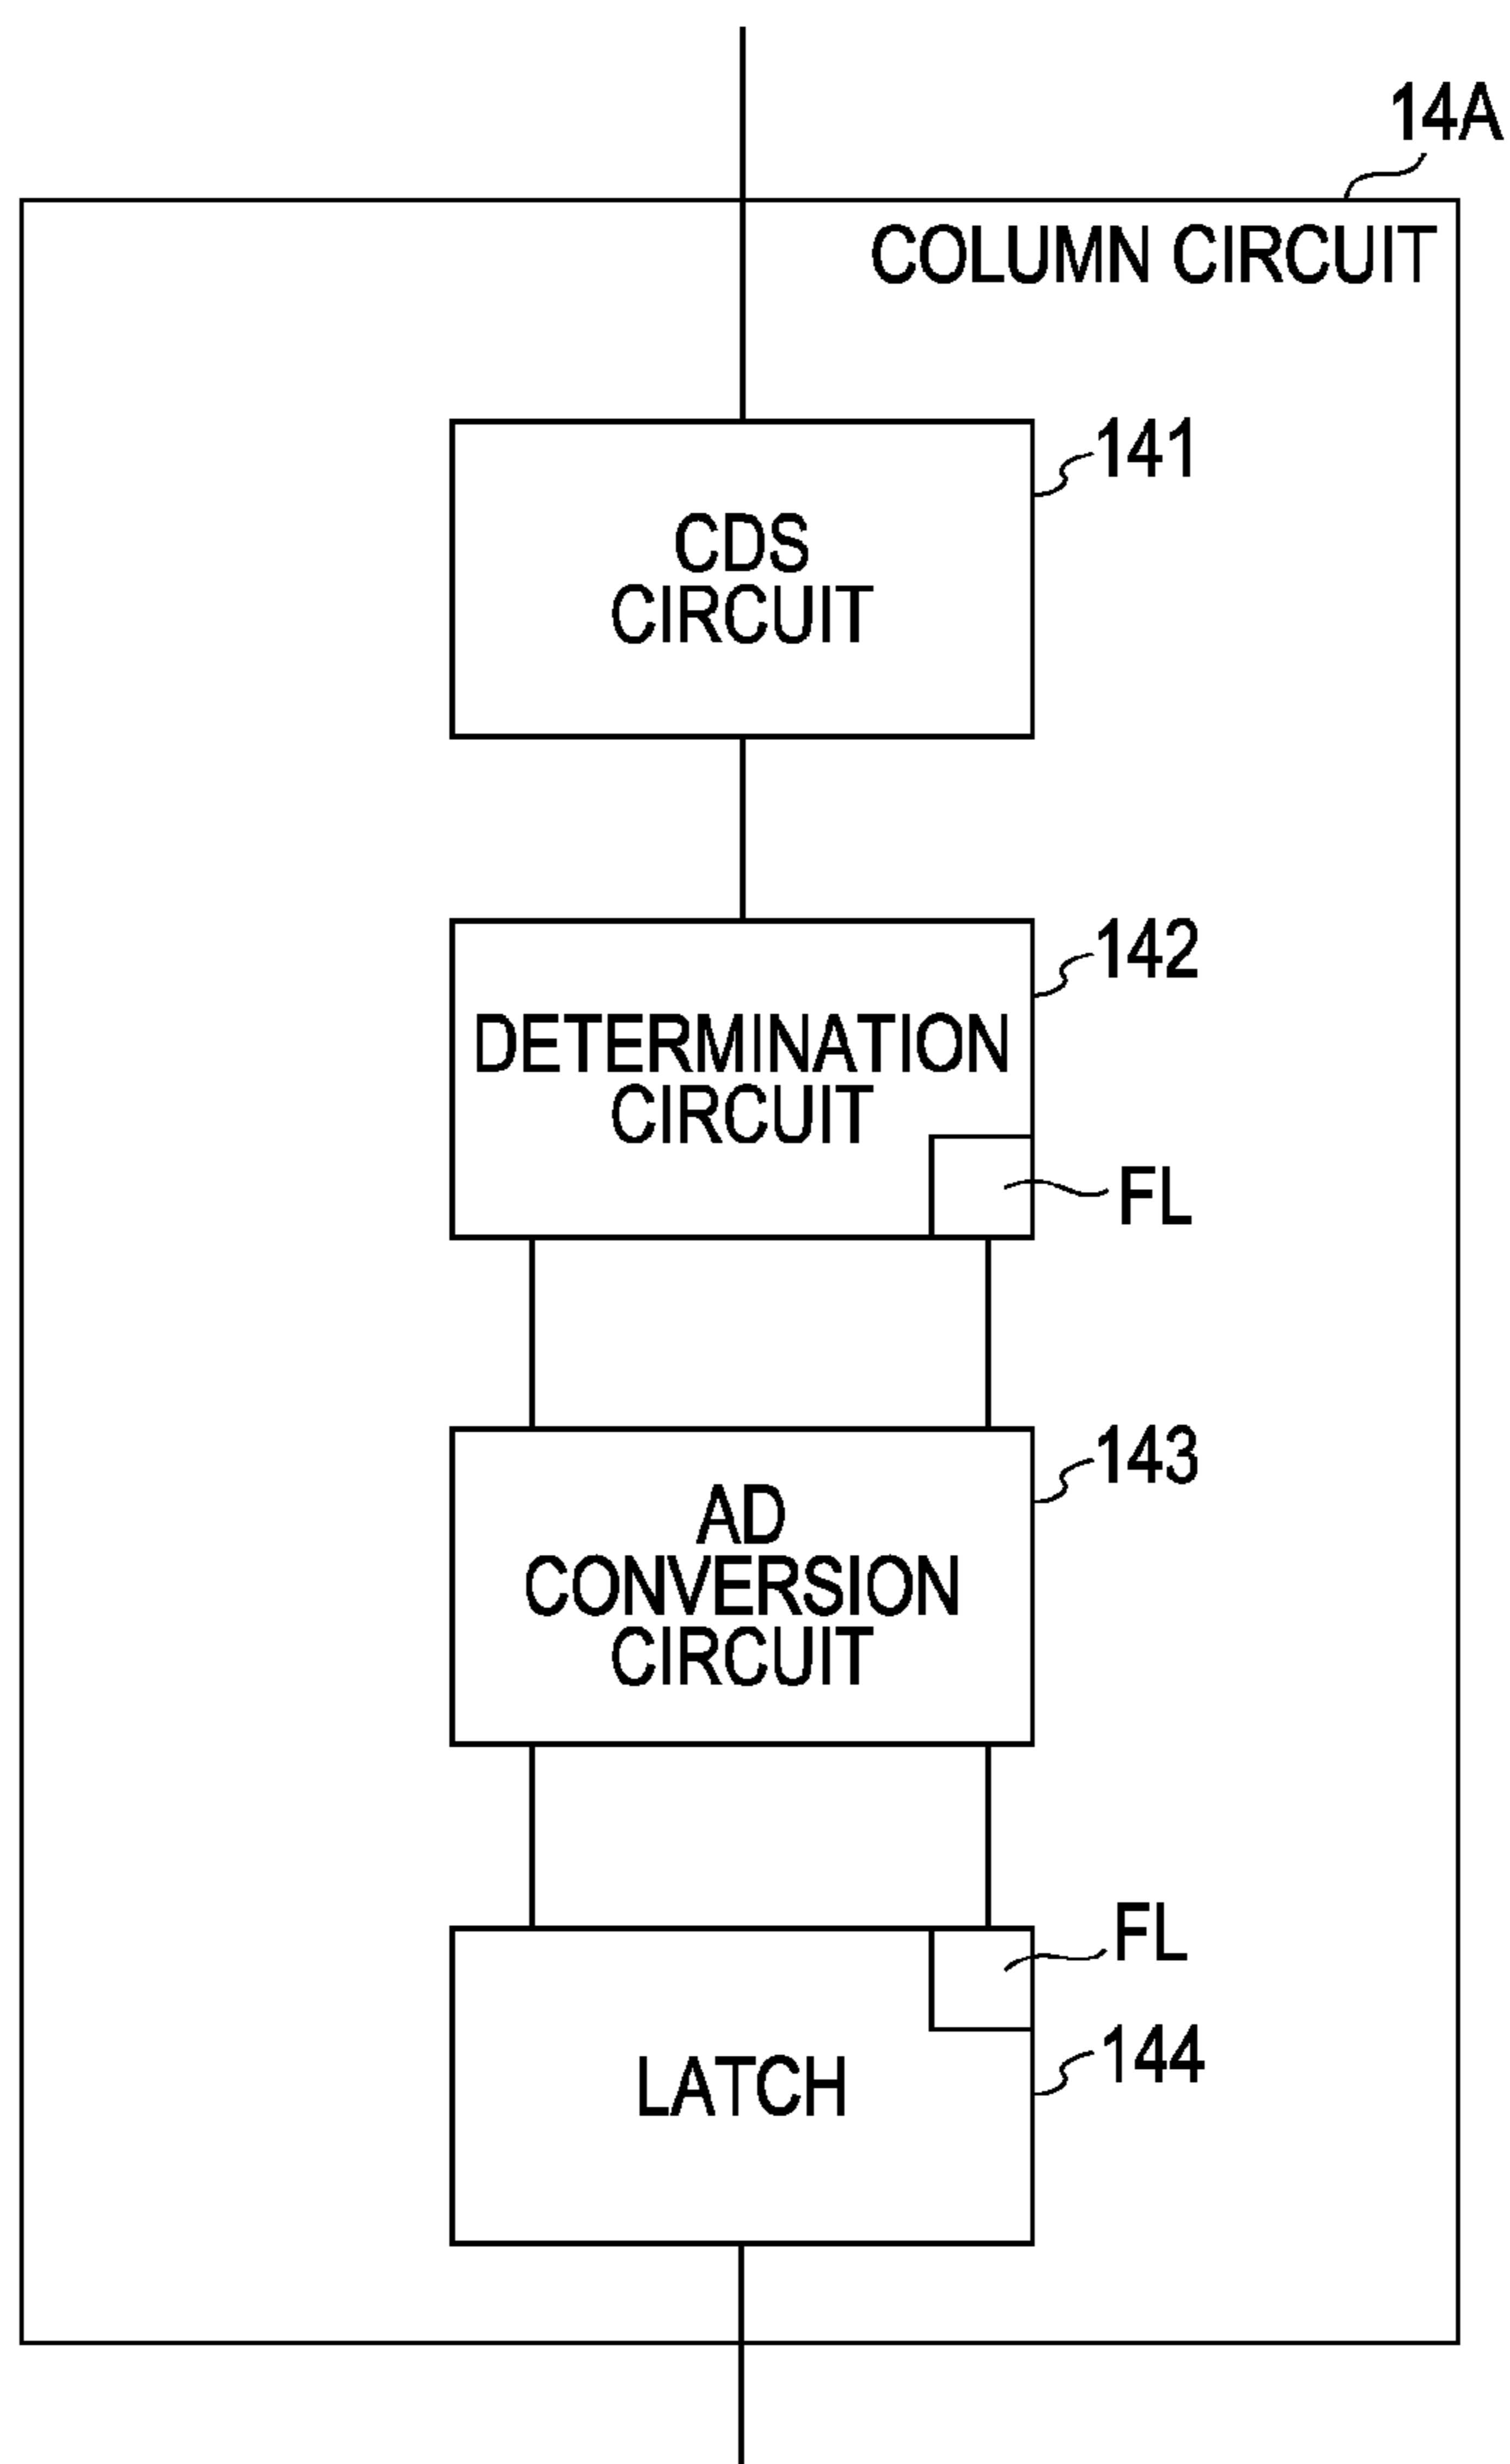 14A
COLUMN CIRCUIT
141
CDS
CIRCUIT
142
DETERMINATION
CIRCUIT
FL
143
AD
CONVERSION
CIRCUIT
FL
144
LATCH